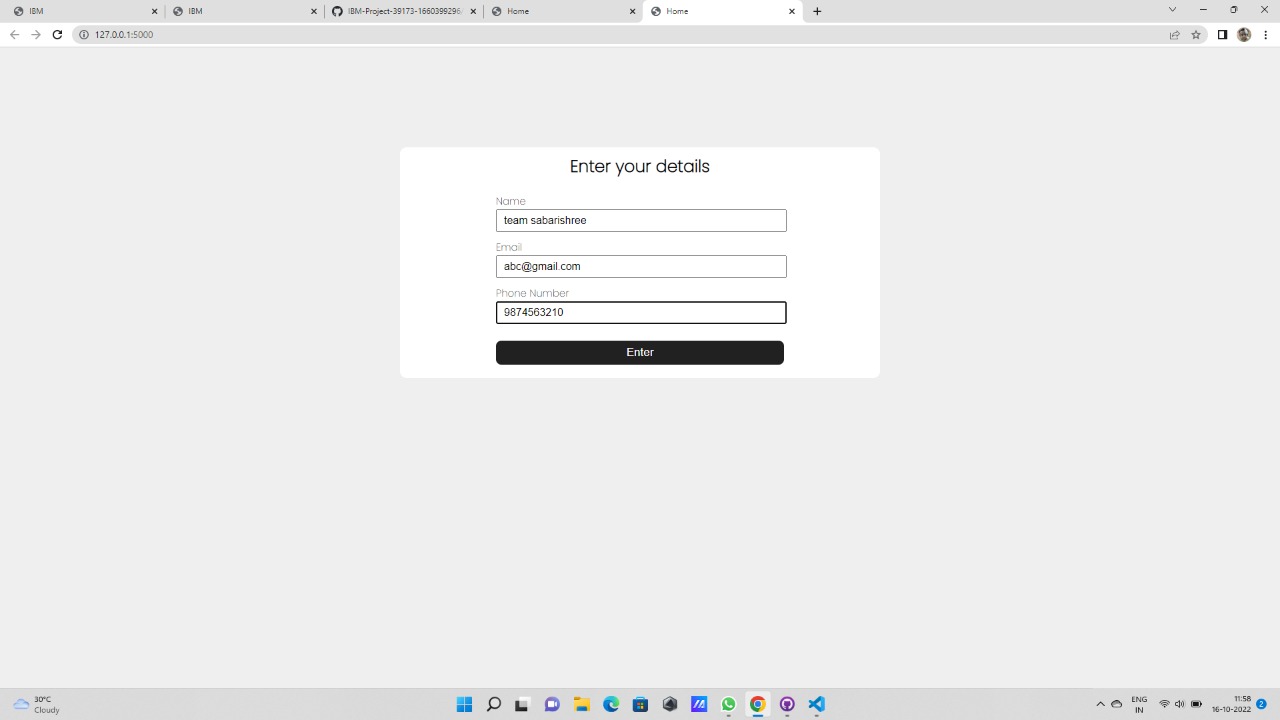 IBM
IBM
IBM-Project-39173-1660399296
Home
Home
127.0.0.1:5000
Enter your details
Name
team sabarishree
Email
abc@gmail.com
Phone Number
9874563210
Enter
30°C
Cloudy
ENG
IN
11:58
16-10-2022
2